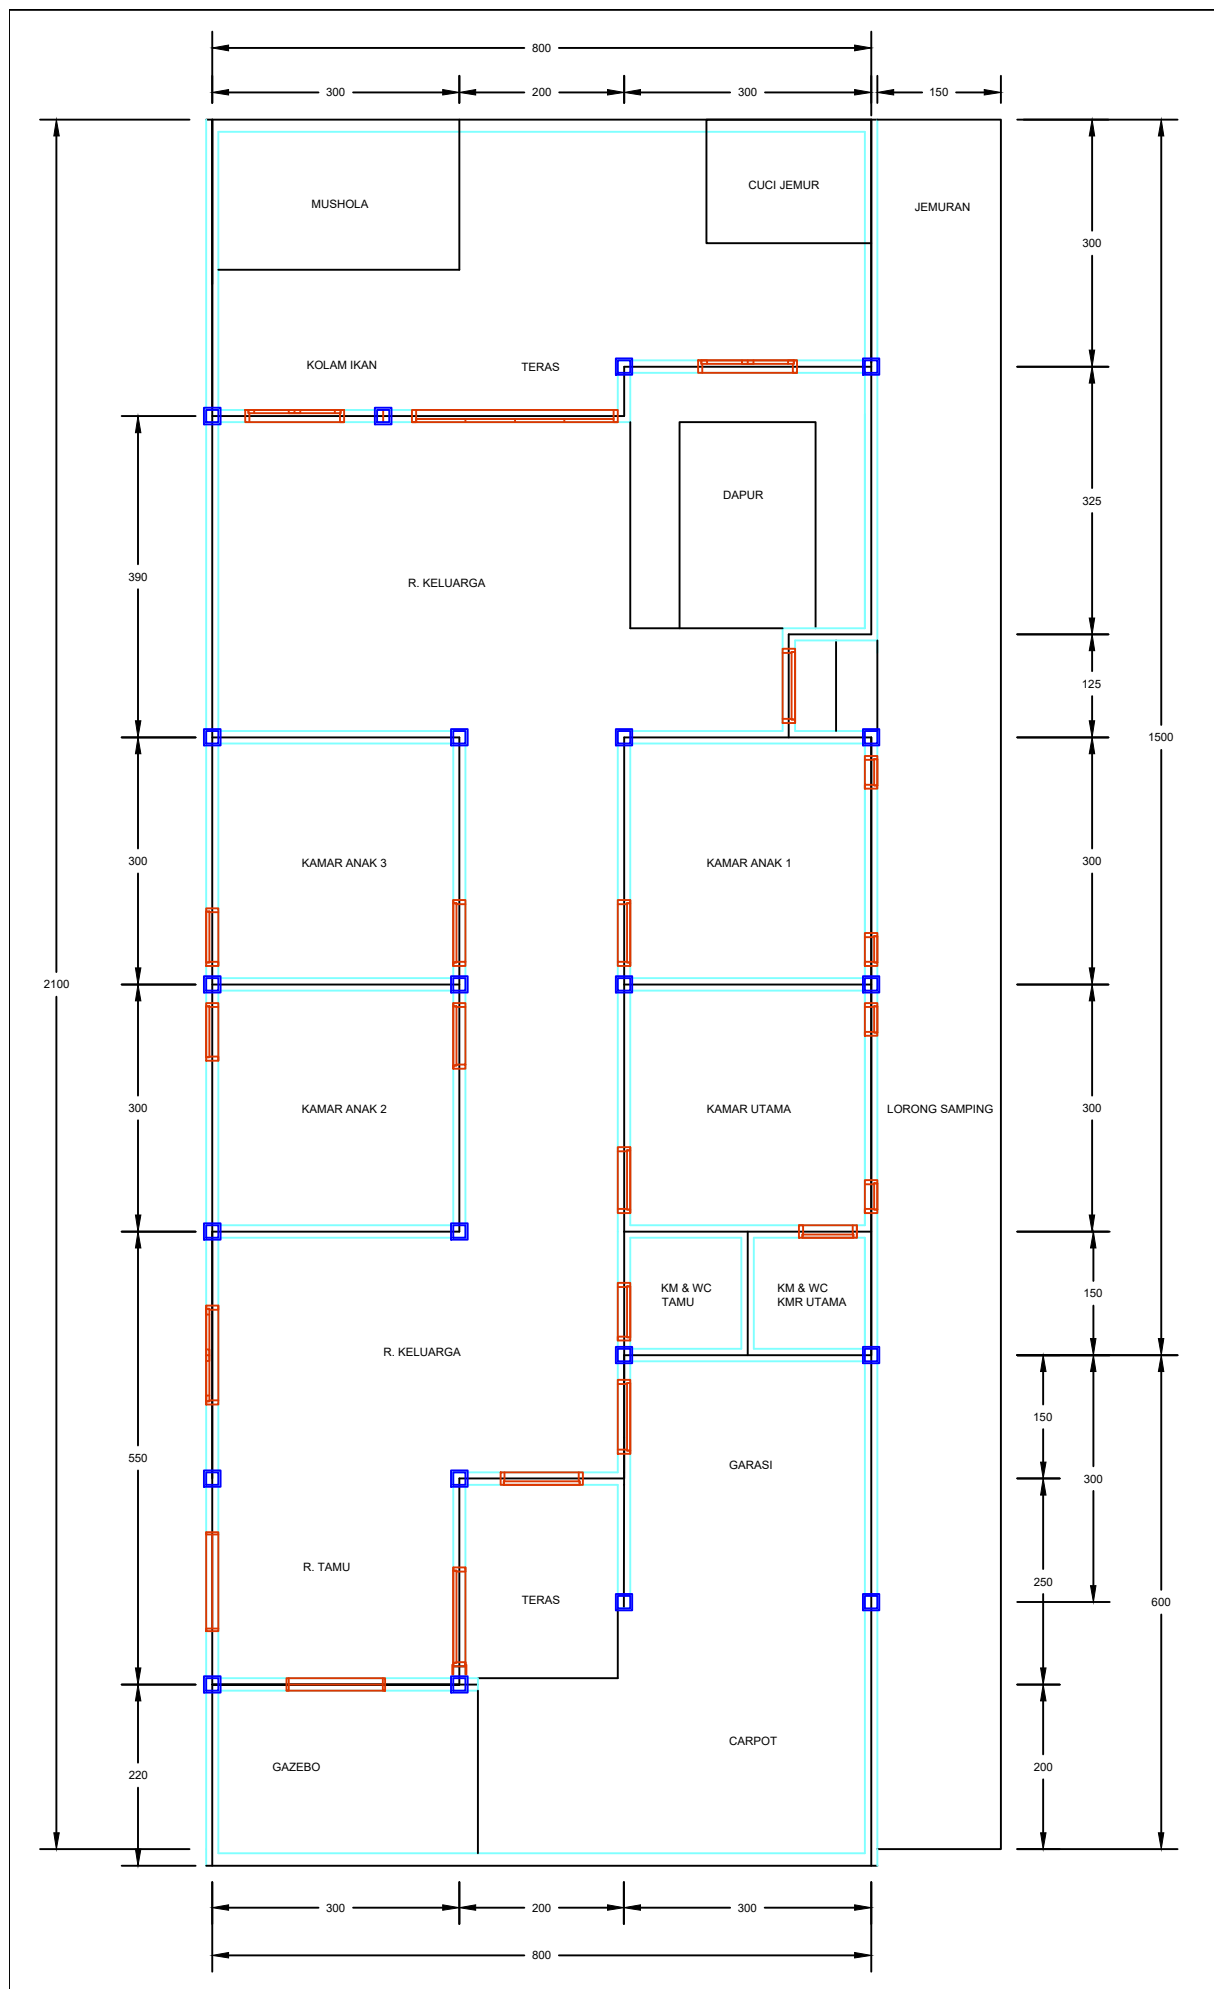 800
300
200
300
150
MUSHOLA
CUCI JEMUR
JEMURAN
300
KOLAM IKAN
TERAS
DAPUR
325
390
R. KELUARGA
125
1500
KAMAR ANAK 3
KAMAR ANAK 1
300
300
2100
KAMAR ANAK 2
KAMAR UTAMA
LORONG SAMPING
300
300
KM & WC
TAMU
KM & WC
KMR UTAMA
150
R. KELUARGA
150
550
GARASI
300
R. TAMU
TERAS
250
600
CARPOT
GAZEBO
220
200
300
200
300
800